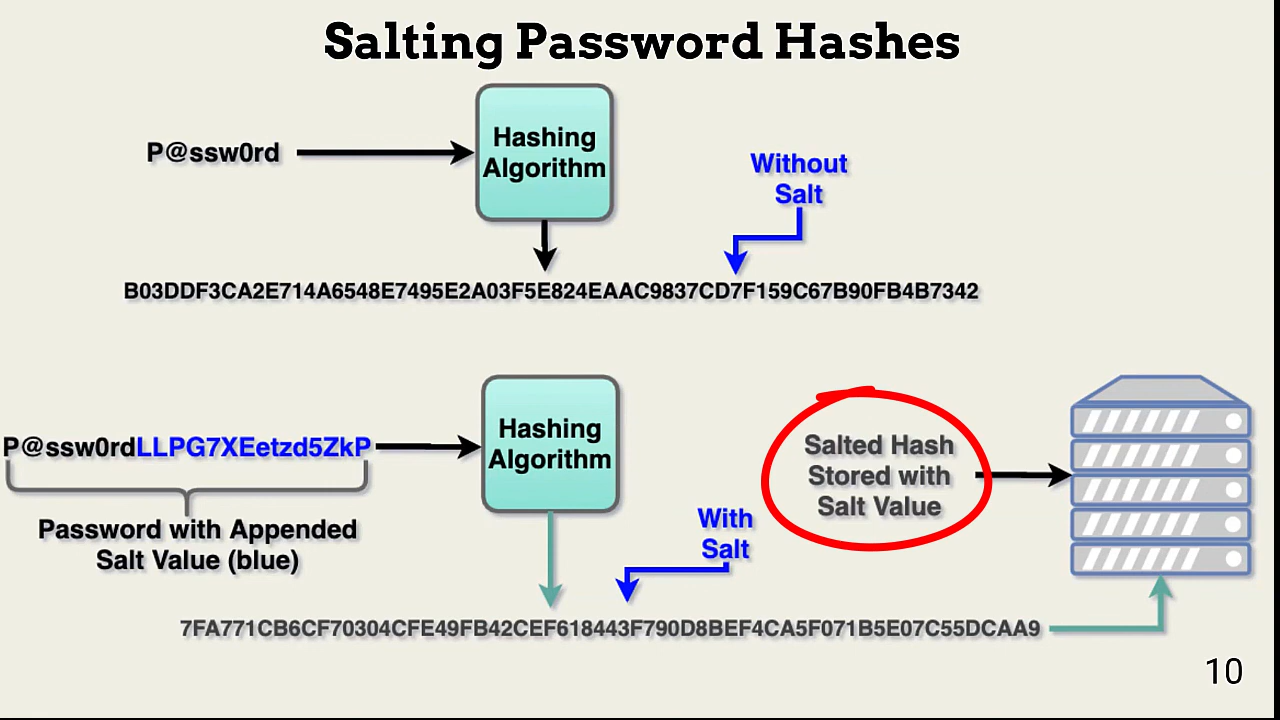 Salting Password Hashes
P@ssw0rd
Hashing
Algorithm
Without
Salt
B03DDF3CA2E714A6548E7495E2A03F5E824EAAC9837CD7F159C67B90FB4B7342
P@ssw0rdLLPG7XEetzd5ZkP
Hashing
Algorithm
Salted Hash
Stored with
Salt Value
Password with Appended
Salt Value (blue)
With
Salt
7FA771CB6CF70304CFE49FB42CEF618443F790D8BEF4CA5F071B5E07C55DCAA9
10